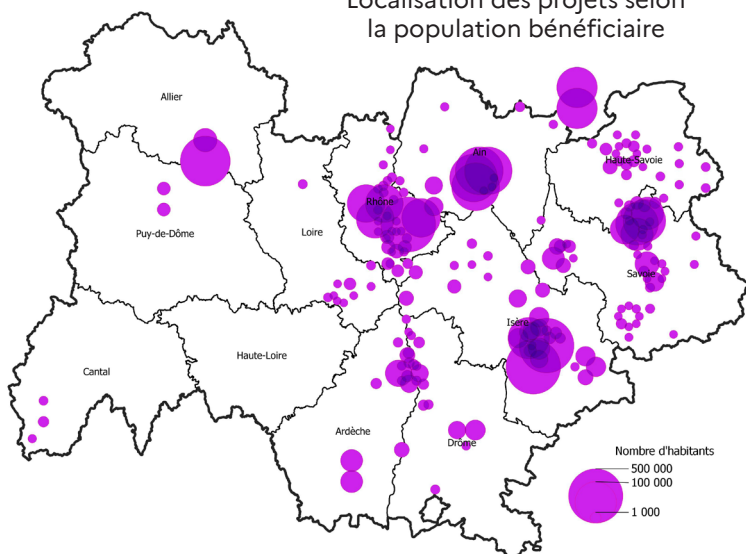 Localisation des projets selon
la population bénéficiaire
Allier
Ain
Haute-Savoie
Rhône
Puy-de-Dôme
Loire
Savoie
Isère
Haute-Loire
Cantal
Ardèche
Drôme
Nombre d'habitants
500 000
100 000
1 000